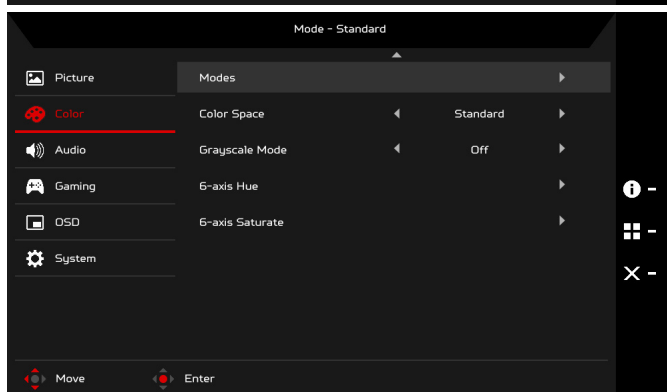 Mode - Standard
Picture
Modes
Color
Color Space
Standard
Audio
Grayscale Mode
Off
Gaming
6-axis Hue
OSD
6-axis Saturate
System
Move
Enter